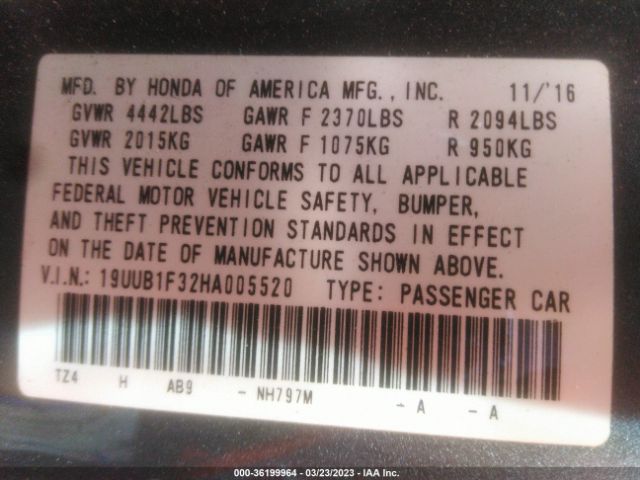 MFD. BY HONDA OF AMERICA MFG., INC. 11/'16
GVWR 4442LBS GAWR F 2370LBS R 2094LBS
GVWR 2015KG GAWR F 1075KG R 950KG
THIS VEHICLE CONFORMS TO ALL APPLICABLE
FEDERAL MOTOR VEHICLE SAFETY, BUMPER,
AND THEFT PREVENTION STANDARDS IN EFFECT
ON THE DATE OF MANUFACTURE SHOWN ABOVE.
V.I.N.: 19UUB1F32HA005520 TYPE: PASSENGER CAR
TZ4 H AB9 - NH797M - A - A
000-36199964 — 03/23/2023 — IAA Inc.